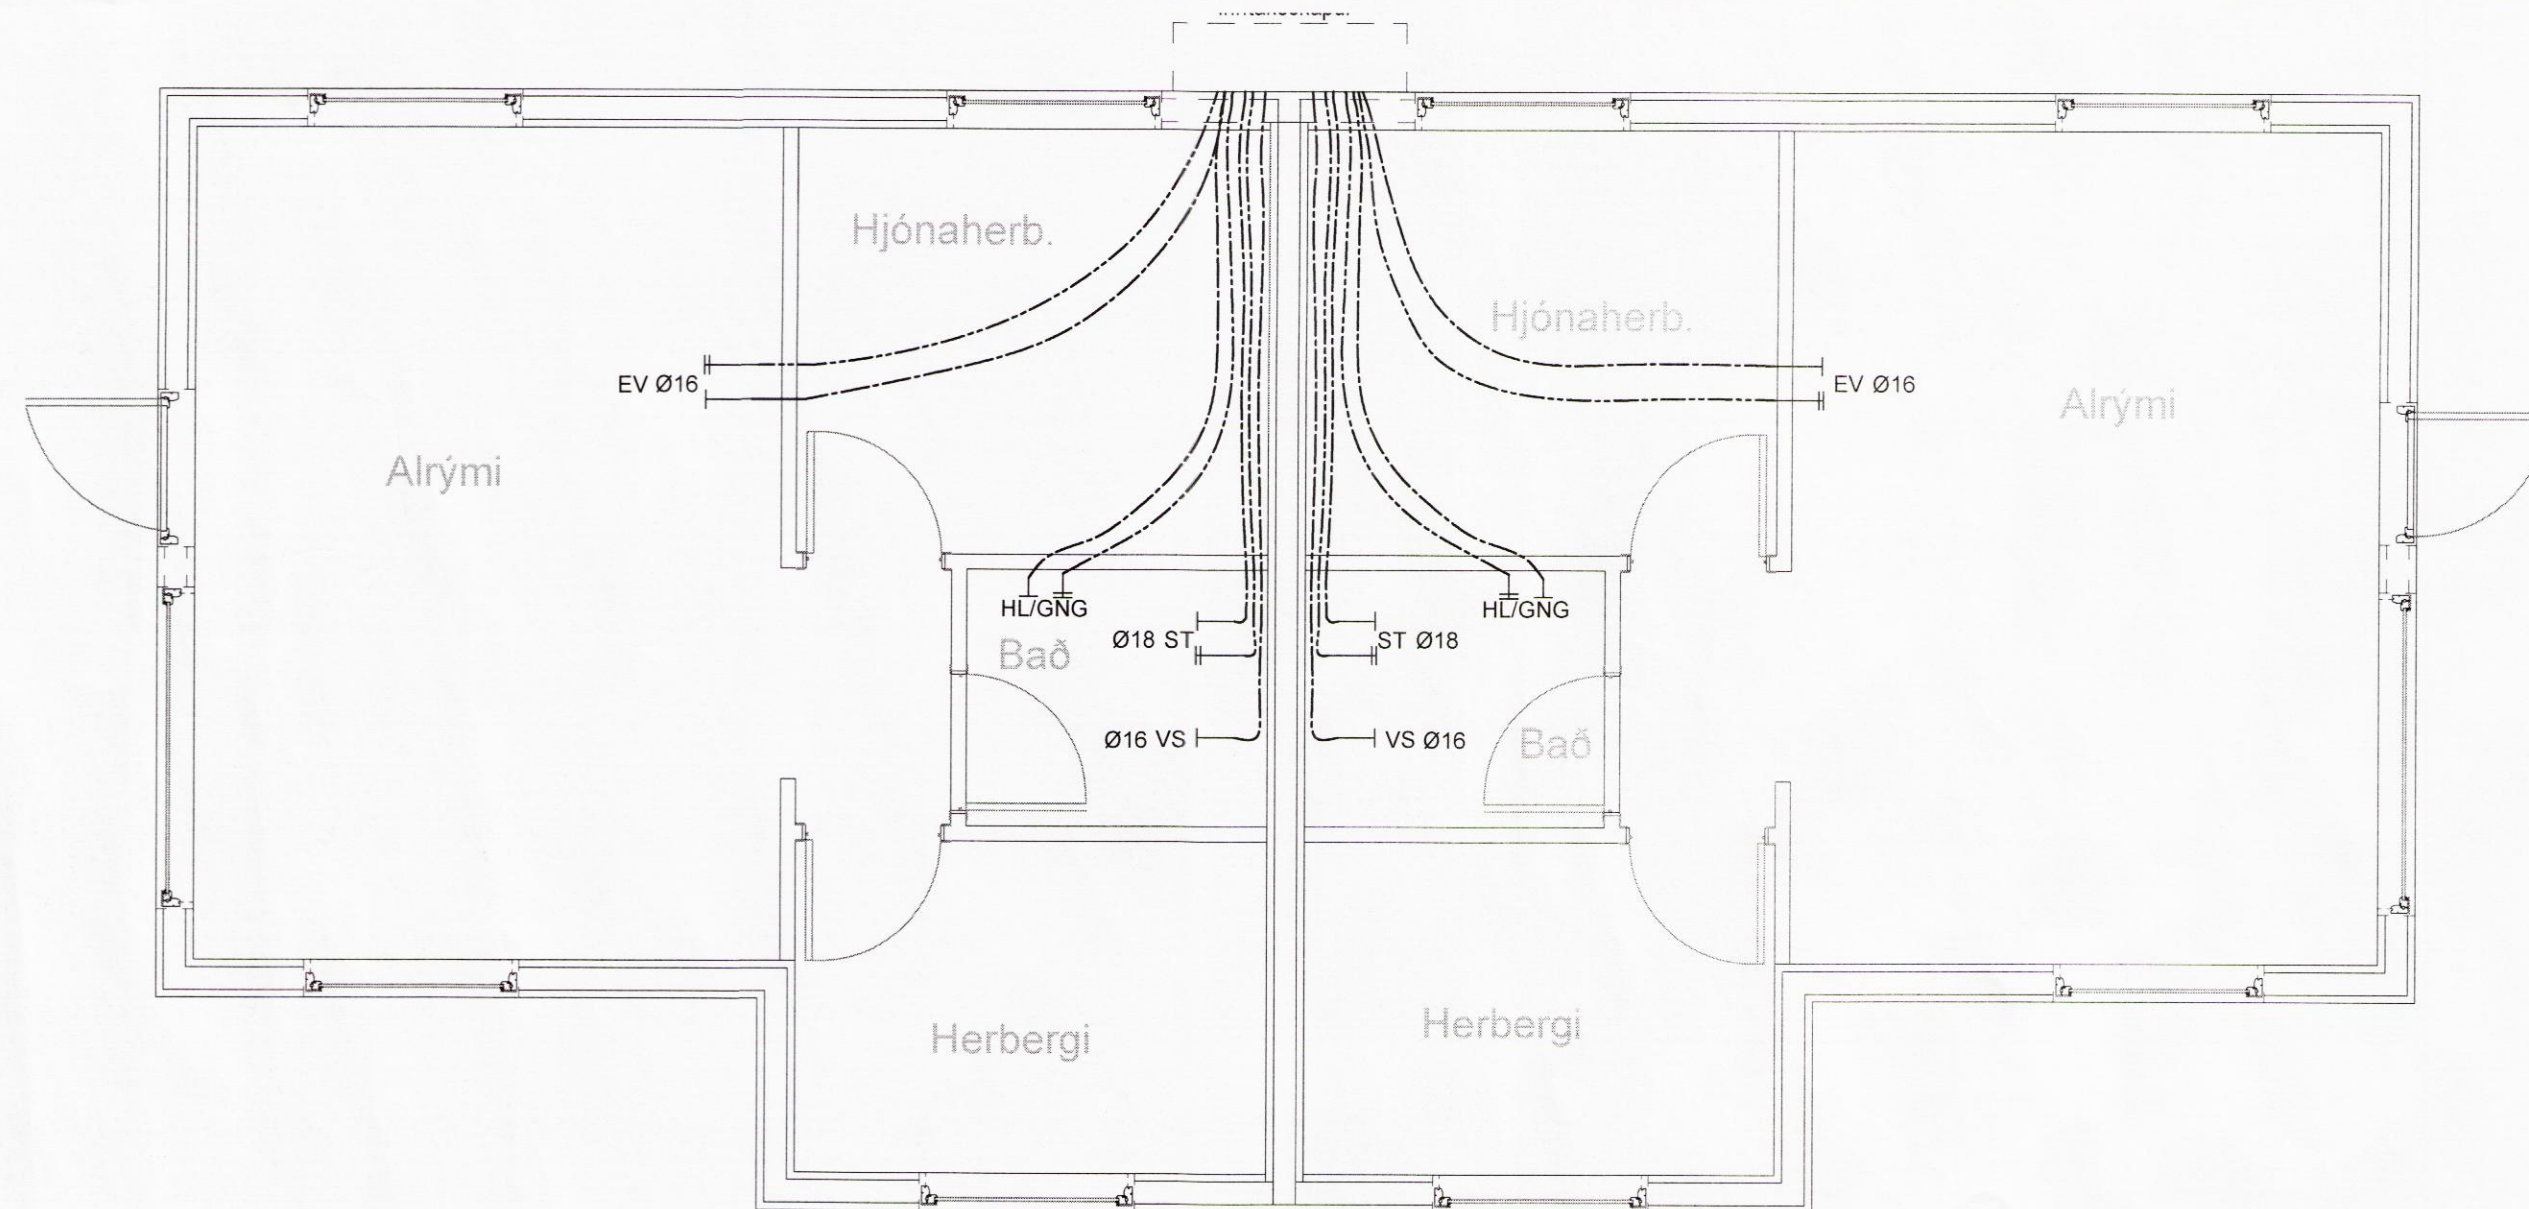 Hjónaherb.
Hjónaherb.
EV Ø16
EV Ø16
Alrými
Alrými
HL/GNG
HL/GNG
Ø18 ST
ST Ø18
Bað
Ø16 VS
VS Ø16
Bað
Herbergi
Herbergi